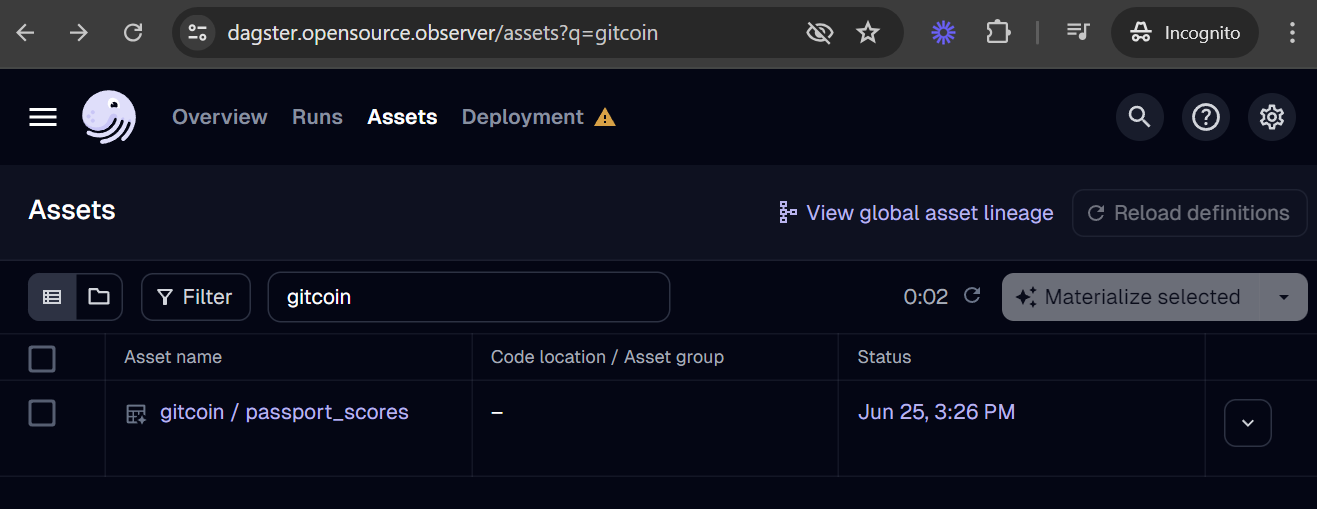 dagster.opensource.observer/assets?q=gitcoin
Incognito
Overview Runs Assets Deployment
Assets
View global asset lineage Reload definitions
Filter gitcoin 0:02 Materialize selected
Asset name Code location / Asset group Status
gitcoin / passport_scores – Jun 25, 3:26 PM